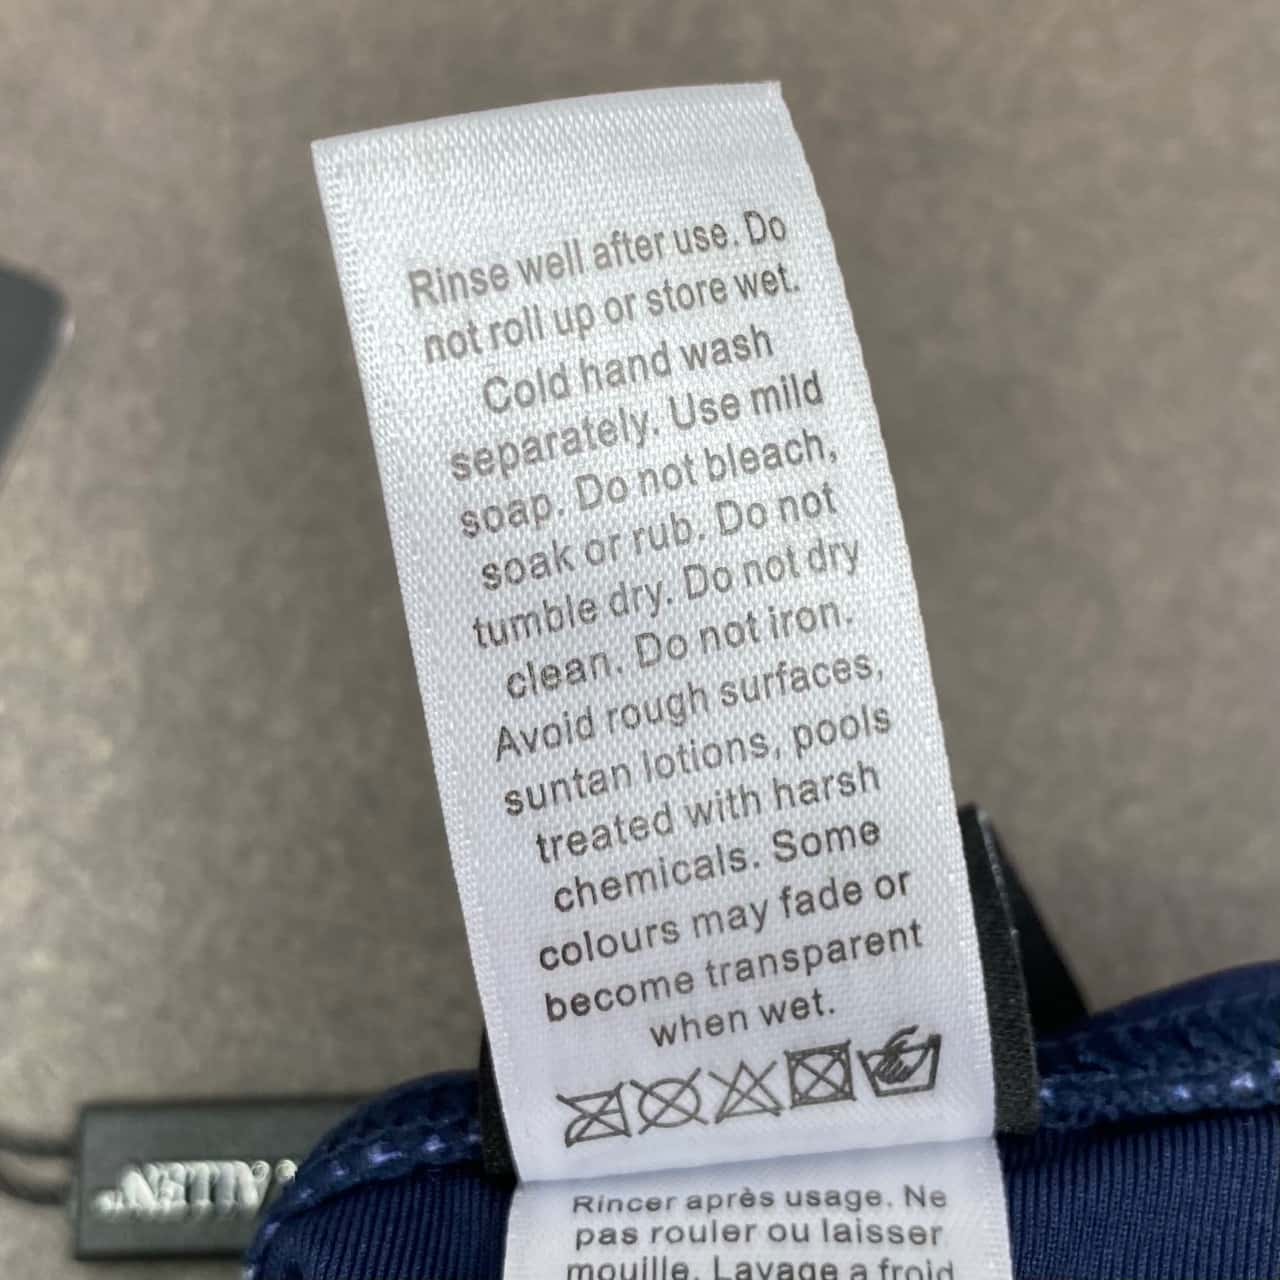 Rinse well after use. Do
not roll up or store wet.
Cold hand wash
separately. Use mild
soap. Do not bleach,
soak or rub. Do not
tumble dry. Do not dry
clean. Do not iron.
Avoid rough surfaces,
suntan lotions, pools
treated with harsh
chemicals. Some
colours may fade or
become transparent
when wet.
Rincer après usage. Ne
pas rouler ou laisser
mouille. Lavage a froid